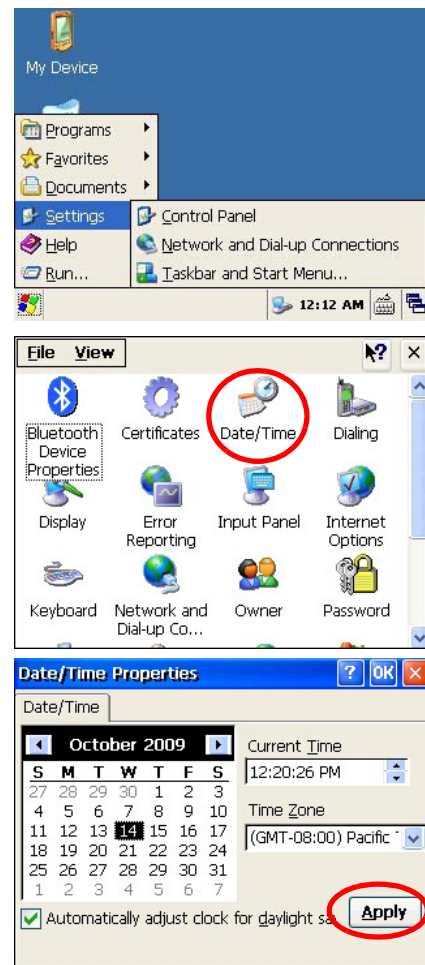 My Device
Programs
Favorites
Documents
Settings
Control Panel
Help
Network and Dial-up Connections
Run...
Taskbar and Start Menu...
12:12 AM
File View
?
×
Bluetooth Device Properties
Certificates
Date/Time
Dialing
Display
Error Reporting
Input Panel
Internet Options
Keyboard
Network and Dial-up Co...
Owner
Password
Date/Time Properties
? OK ×
Date/Time
October 2009
Current Time
S M T W T F S
12:20:26 PM
27 28 29 30 1 2 3
4 5 6 7 8 9 10
Time Zone
11 12 13 14 15 16 17
(GMT-08:00) Pacific
18 19 20 21 22 23 24
25 26 27 28 29 30 31
1 2 3 4 5 6 7
Automatically adjust clock for daylight
Apply